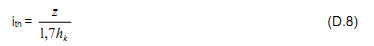 i_th = z / 1,7h_k (D.8)